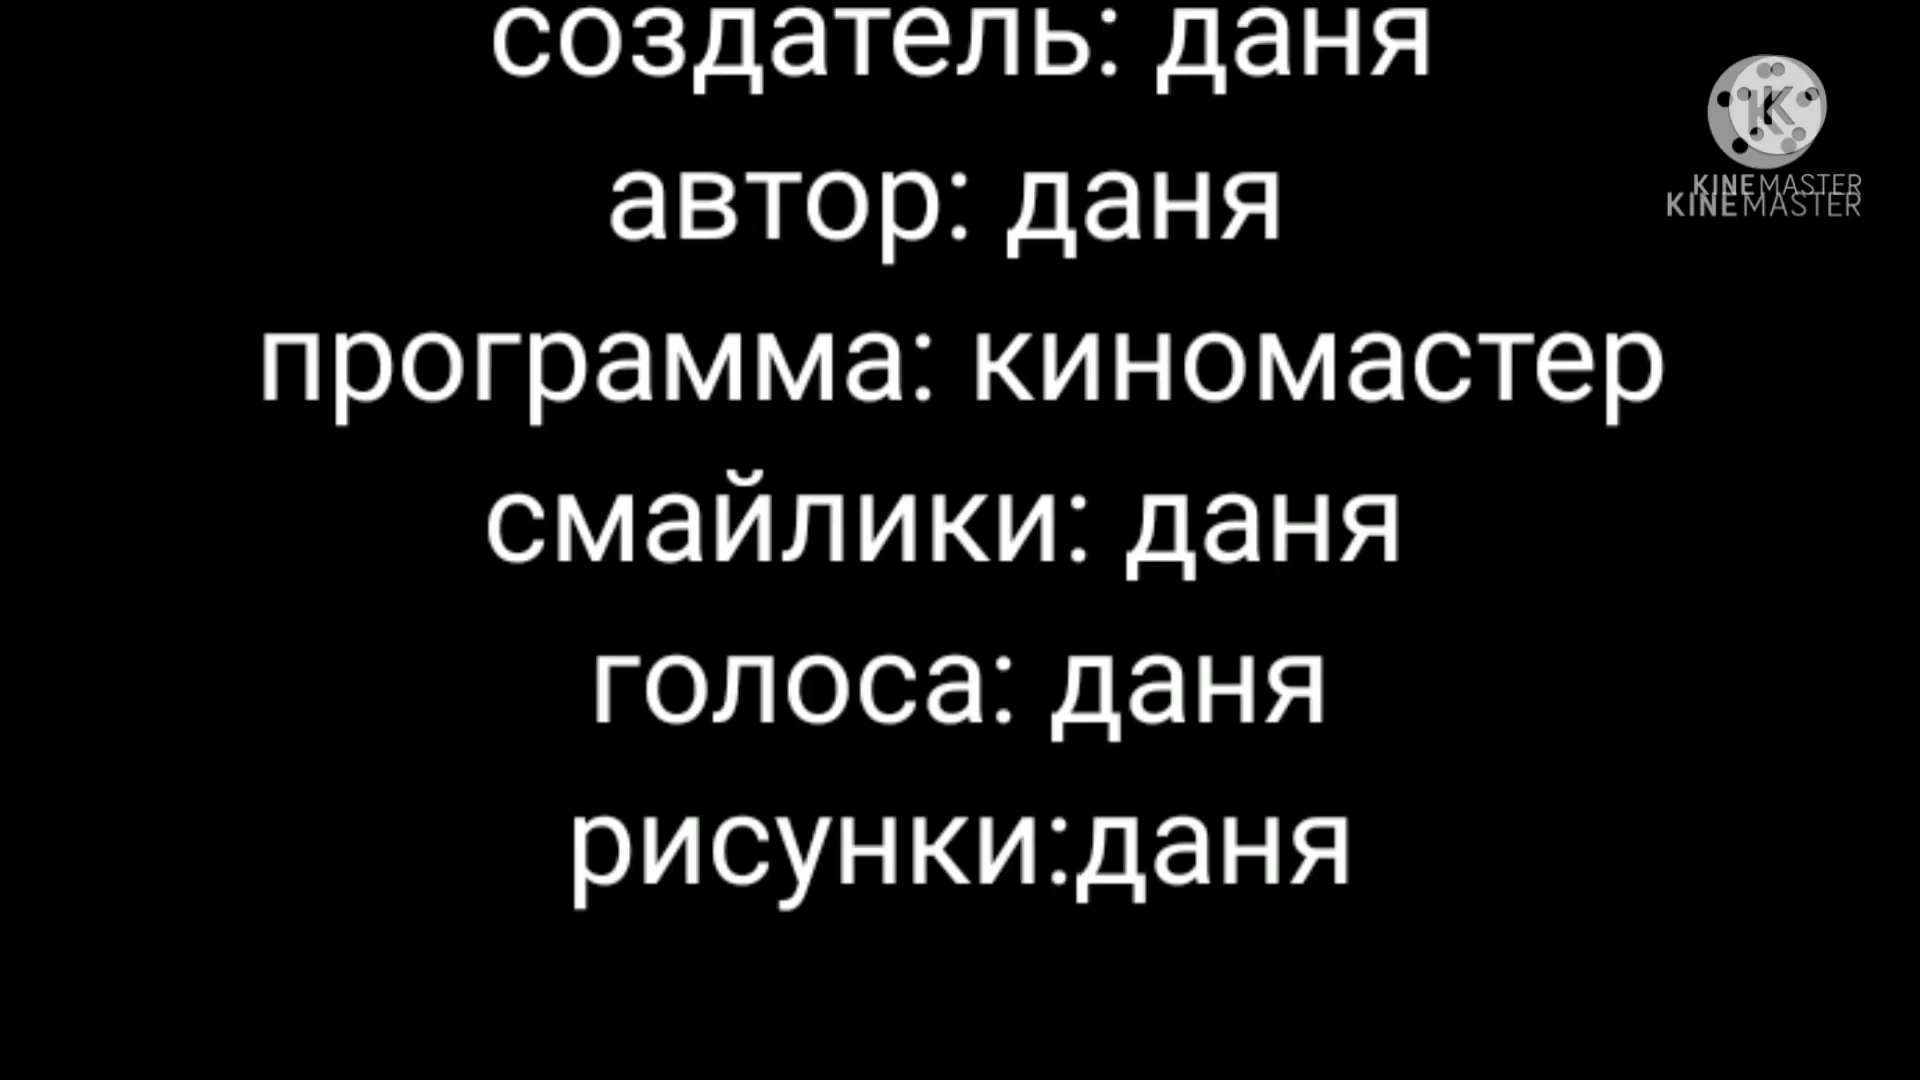 создатель: даня
автор: даня
KINEMASTER
KINEMASTER
программа: киномастер
смайлики: даня
голоса: даня
рисунки:даня